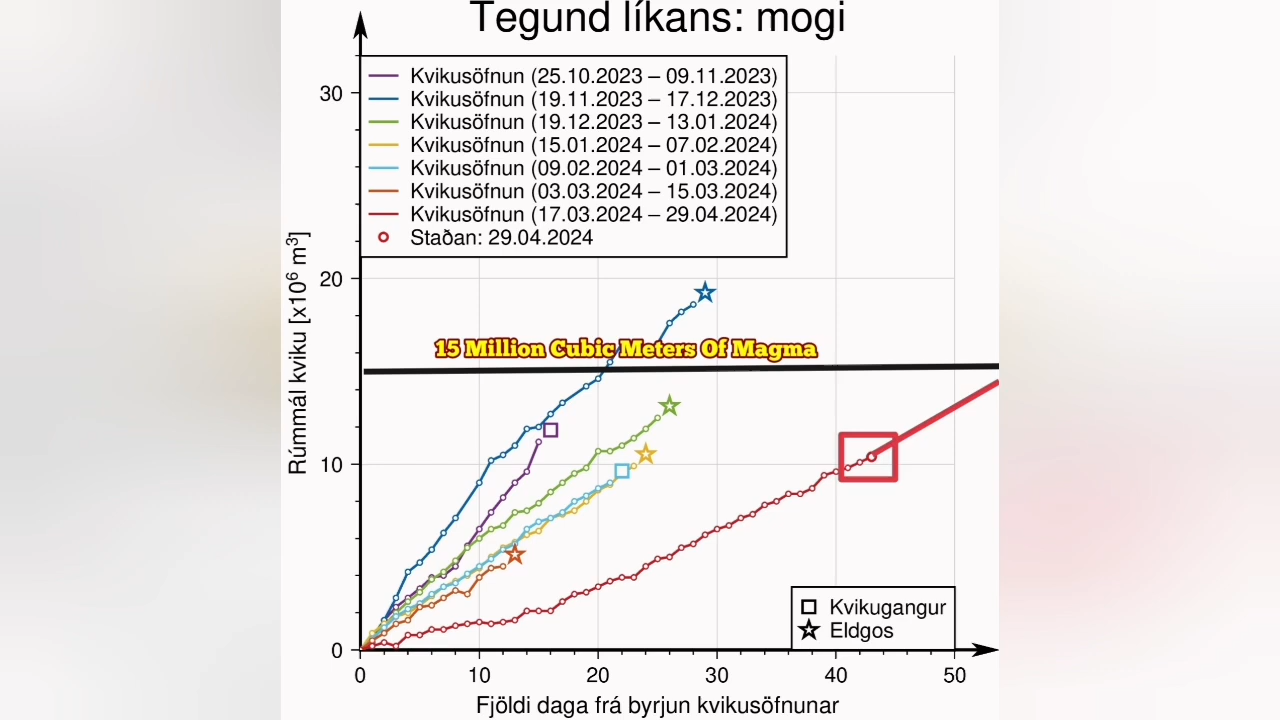 Tegund líkans: mogi
Kvikusöfnun (25.10.2023 – 09.11.2023)
Kvikusöfnun (19.11.2023 – 17.12.2023)
Kvikusöfnun (19.12.2023 – 13.01.2024)
Kvikusöfnun (15.01.2024 – 07.02.2024)
Kvikusöfnun (09.02.2024 – 01.03.2024)
Kvikusöfnun (03.03.2024 – 15.03.2024)
Kvikusöfnun (17.03.2024 – 29.04.2024)
Staðan: 29.04.2024
Rúmmál kviku [x10⁶ m³]
30
20
10
0
15 Million Cubic Meters Of Magma
Kvikugangur
Eldgos
0 10 20 30 40 50
Fjöldi daga frá byrjun kvikusöfnunar